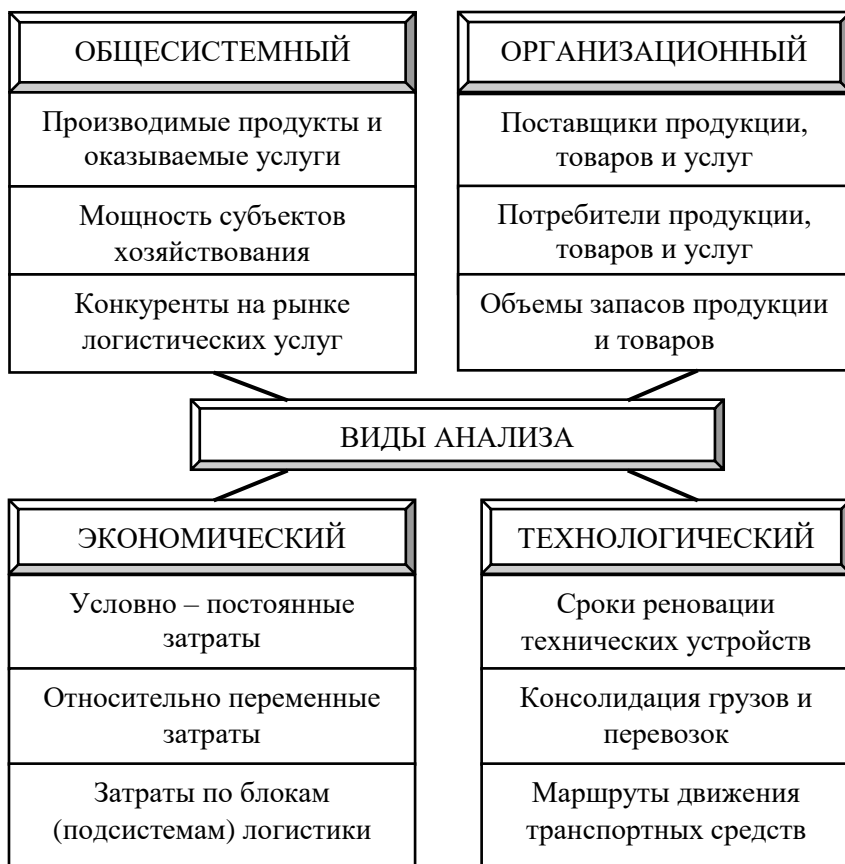 ОБЩЕСИСТЕМНЫЙ
Производимые продукты и
оказываемые услуги
Мощность субъектов
хозяйствования
Конкуренты на рынке
логистических услуг
ОРГАНИЗАЦИОННЫЙ
Поставщики продукции,
товаров и услуг
Потребители продукции,
товаров и услуг
Объемы запасов продукции
и товаров
ВИДЫ АНАЛИЗА
ЭКОНОМИЧЕСКИЙ
Условно – постоянные
затраты
Относительно переменные
затраты
Затраты по блокам
(подсистемам) логистики
ТЕХНОЛОГИЧЕСКИЙ
Сроки реновации
технических устройств
Консолидация грузов и
перевозок
Маршруты движения
транспортных средств